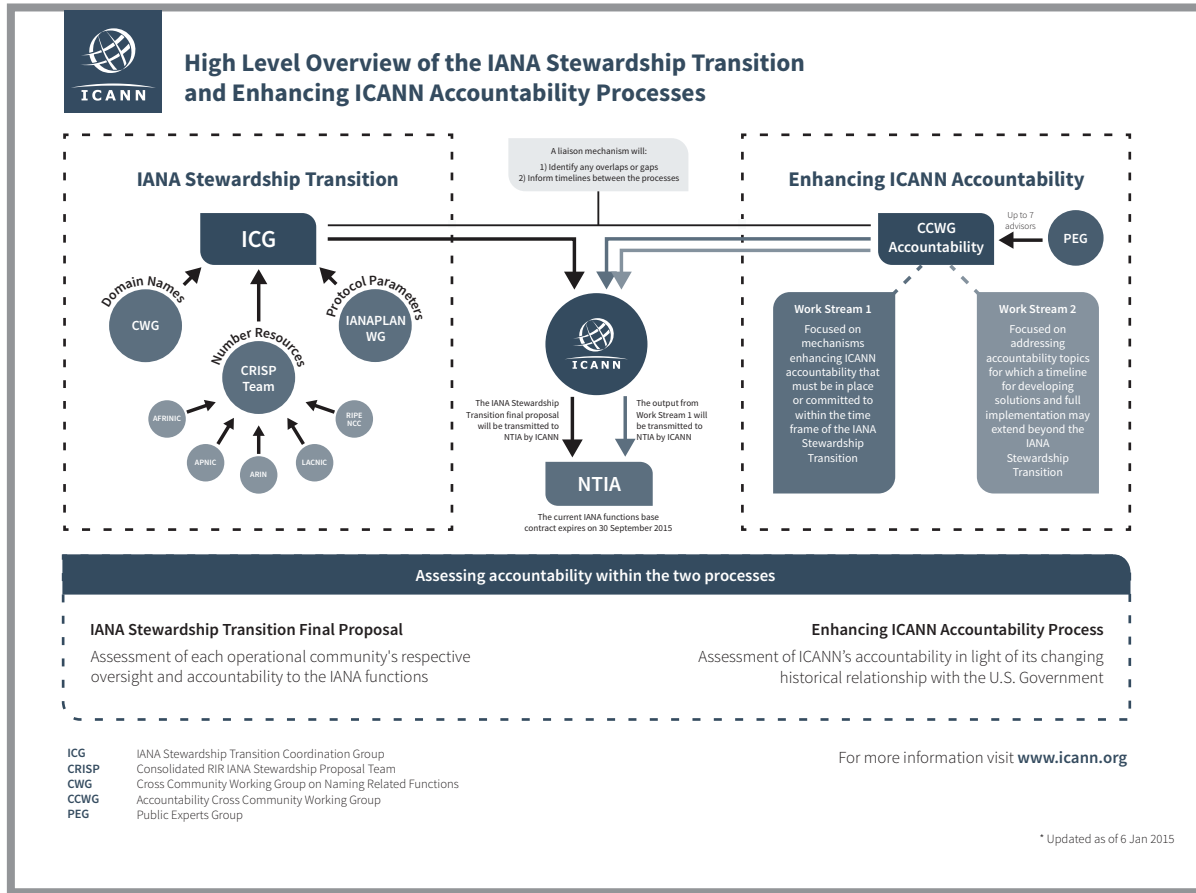 ICANN
High Level Overview of the IANA Stewardship Transition
and Enhancing ICANN Accountability Processes
IANA Stewardship Transition
ICG
Domain Names
CWG
Number Resources
CRISP
Team
Protocol Parameters
IANAPLAN
WG
AFRINIC
APNIC
ARIN
LACNIC
RIPE
NCC
A liaison mechanism will:
1) Identify any overlaps or gaps
2) Inform timelines between the processes
ICANN
The IANA Stewardship
Transition final proposal
will be transmitted to
NTIA by ICANN
The output from
Work Stream 1 will
be transmitted to
NTIA by ICANN
NTIA
The current IANA functions base
contract expires on 30 September 2015
Enhancing ICANN Accountability
CCWG
Accountability
Up to 7
advisors
PEG
Work Stream 1
Focused on
mechanisms
enhancing ICANN
accountability that
must be in place
or committed to
within the time
frame of the IANA
Stewardship
Transition
Work Stream 2
Focused on
addressing
accountability topics
for which a timeline
for developing
solutions and full
implementation may
extend beyond the
IANA
Stewardship
Transition
Assessing accountability within the two processes
IANA Stewardship Transition Final Proposal
Assessment of each operational community's respective
oversight and accountability to the IANA functions
Enhancing ICANN Accountability Process
Assessment of ICANN's accountability in light of its changing
historical relationship with the U.S. Government
ICG IANA Stewardship Transition Coordination Group
CRISP Consolidated RIR IANA Stewardship Proposal Team
CWG Cross Community Working Group on Naming Related Functions
CCWG Accountability Cross Community Working Group
PEG Public Experts Group
For more information visit www.icann.org
* Updated as of 6 Jan 2015